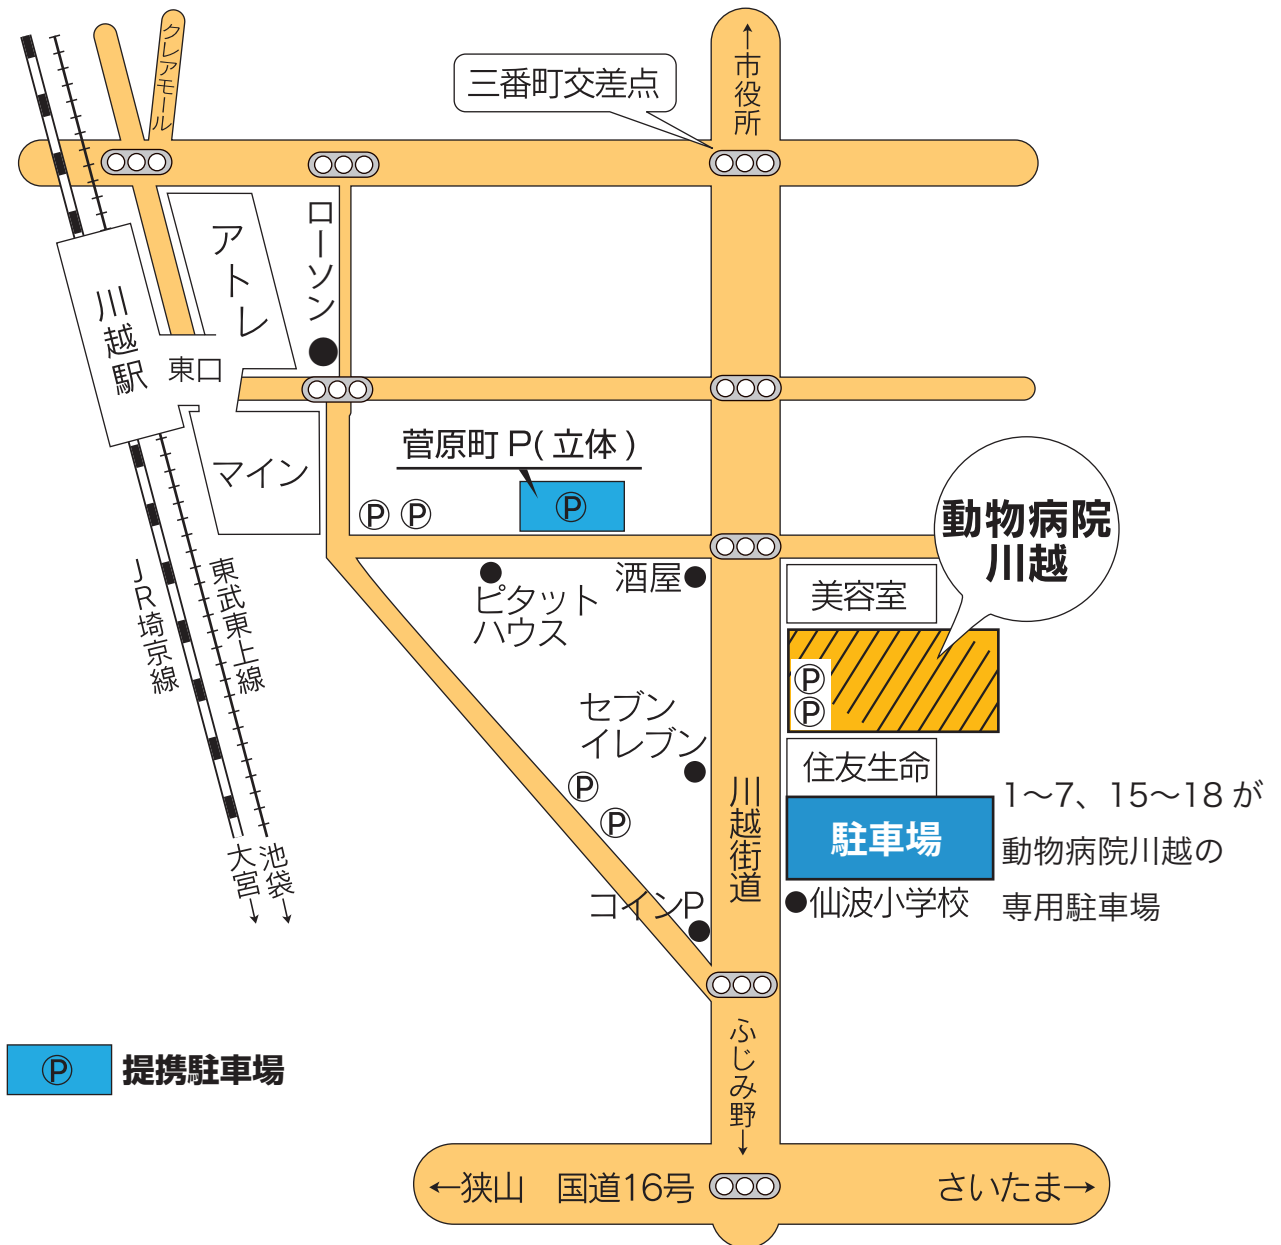 クレアモール
三番町交差点
↑市役所
アトレ
ローソン
川越駅
東口
マイン
菅原町 P( 立体 )
P
P
P
動物病院
川越
美容室
酒屋
ピタット
ハウス
JR埼京線
東武東上線
P
P
セブン
イレブン
住友生命
川越街道
駐車場
1〜7、15〜18 が
動物病院川越の
専用駐車場
P
P
コインP
仙波小学校
大宮↓
池袋↓
ふじみ野↓
P 提携駐車場
←狭山 国道16号 さいたま→